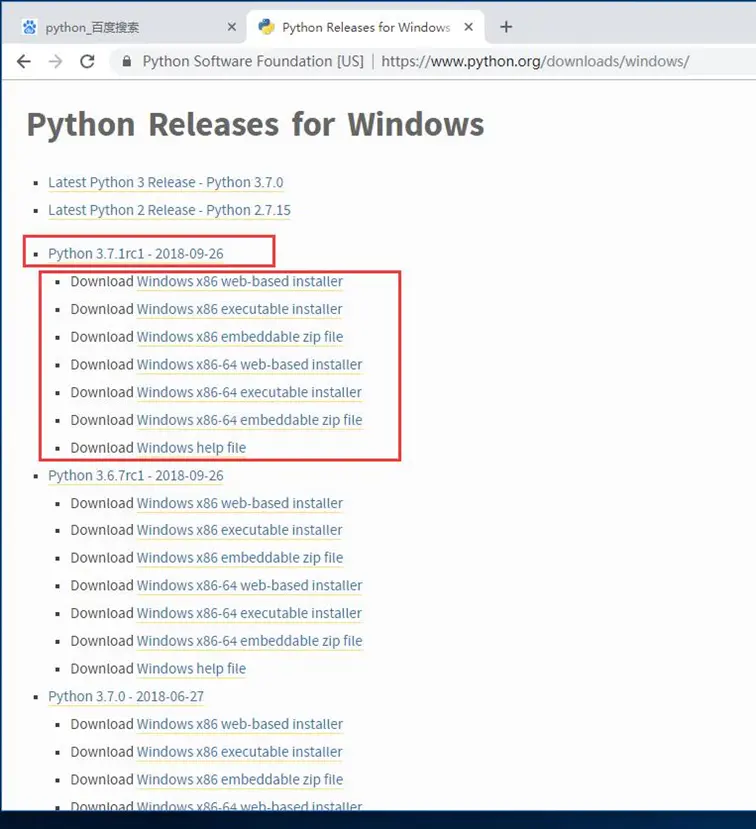 python_百度搜索
Python Releases for Windows
Python Software Foundation [US] | https://www.python.org/downloads/windows/
Python Releases for Windows
Latest Python 3 Release - Python 3.7.0
Latest Python 2 Release - Python 2.7.15
Python 3.7.1rc1 - 2018-09-26
Download Windows x86 web-based installer
Download Windows x86 executable installer
Download Windows x86 embeddable zip file
Download Windows x86-64 web-based installer
Download Windows x86-64 executable installer
Download Windows x86-64 embeddable zip file
Download Windows help file
Python 3.6.7rc1 - 2018-09-26
Download Windows x86 web-based installer
Download Windows x86 executable installer
Download Windows x86 embeddable zip file
Download Windows x86-64 web-based installer
Download Windows x86-64 executable installer
Download Windows x86-64 embeddable zip file
Download Windows help file
Python 3.7.0 - 2018-06-27
Download Windows x86 web-based installer
Download Windows x86 executable installer
Download Windows x86 embeddable zip file
Download Windows x86-64 web-based installer